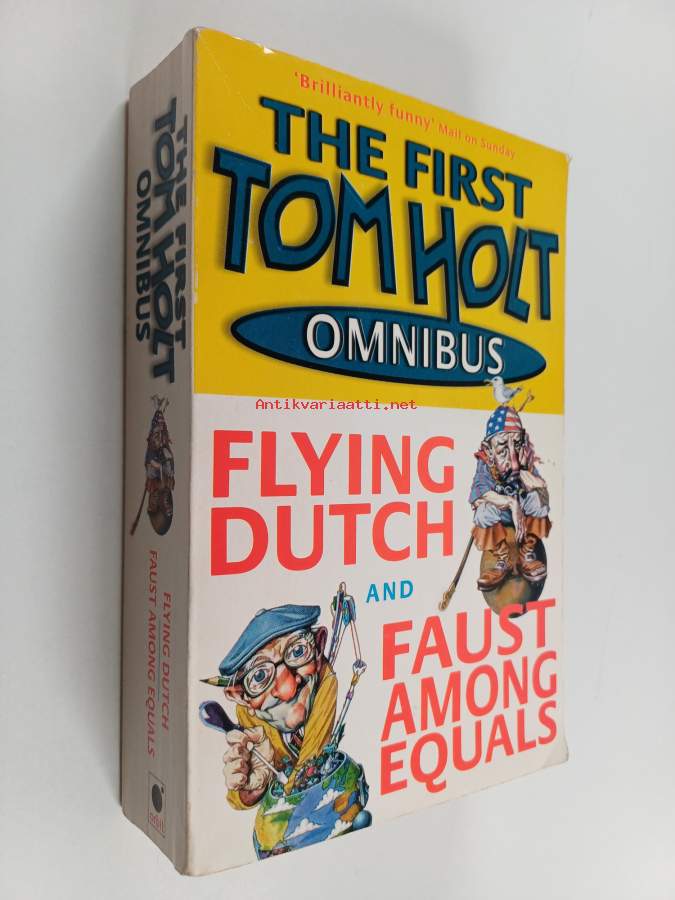 'Brilliantly funny' Mail on Sunday
THE FIRST
TOM HOLT
OMNIBUS
Antikvariaatti.net
FLYING
DUTCH
AND
FAUST
AMONG
EQUALS
THE FIRST
TOM HOLT
OMNIBUS
FLYING DUTCH
FAUST AMONG EQUALS
orbit